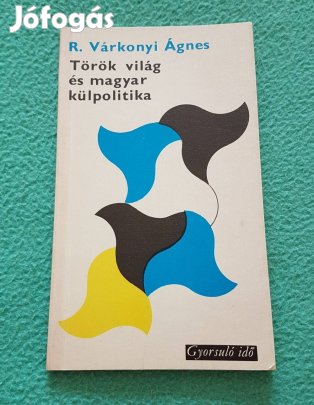 Jófogás
R. Várkonyi Ágnes
Török világ
és magyar
külpolitika
Gyorsuló idő